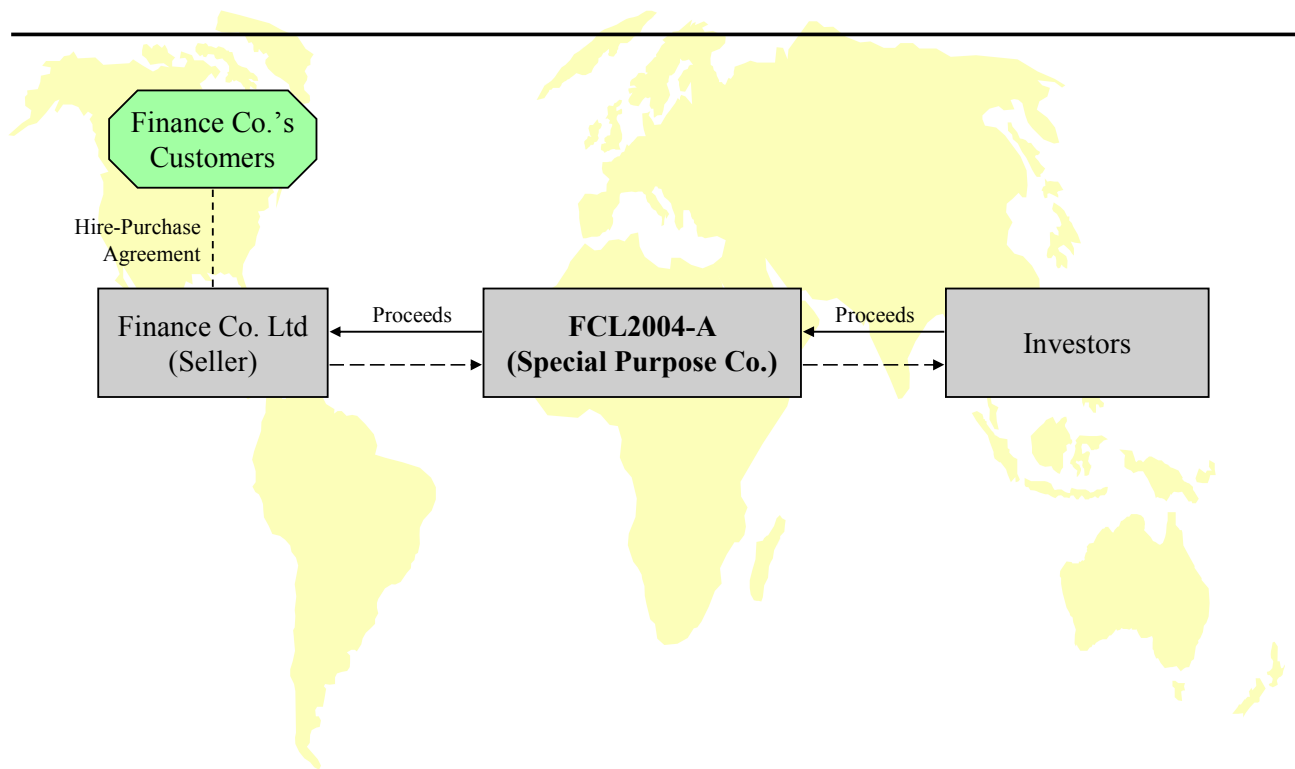 Finance Co.’s
Customers
Hire-Purchase
Agreement
Finance Co. Ltd
(Seller)
Proceeds
FCL2004-A
(Special Purpose Co.)
Proceeds
Investors